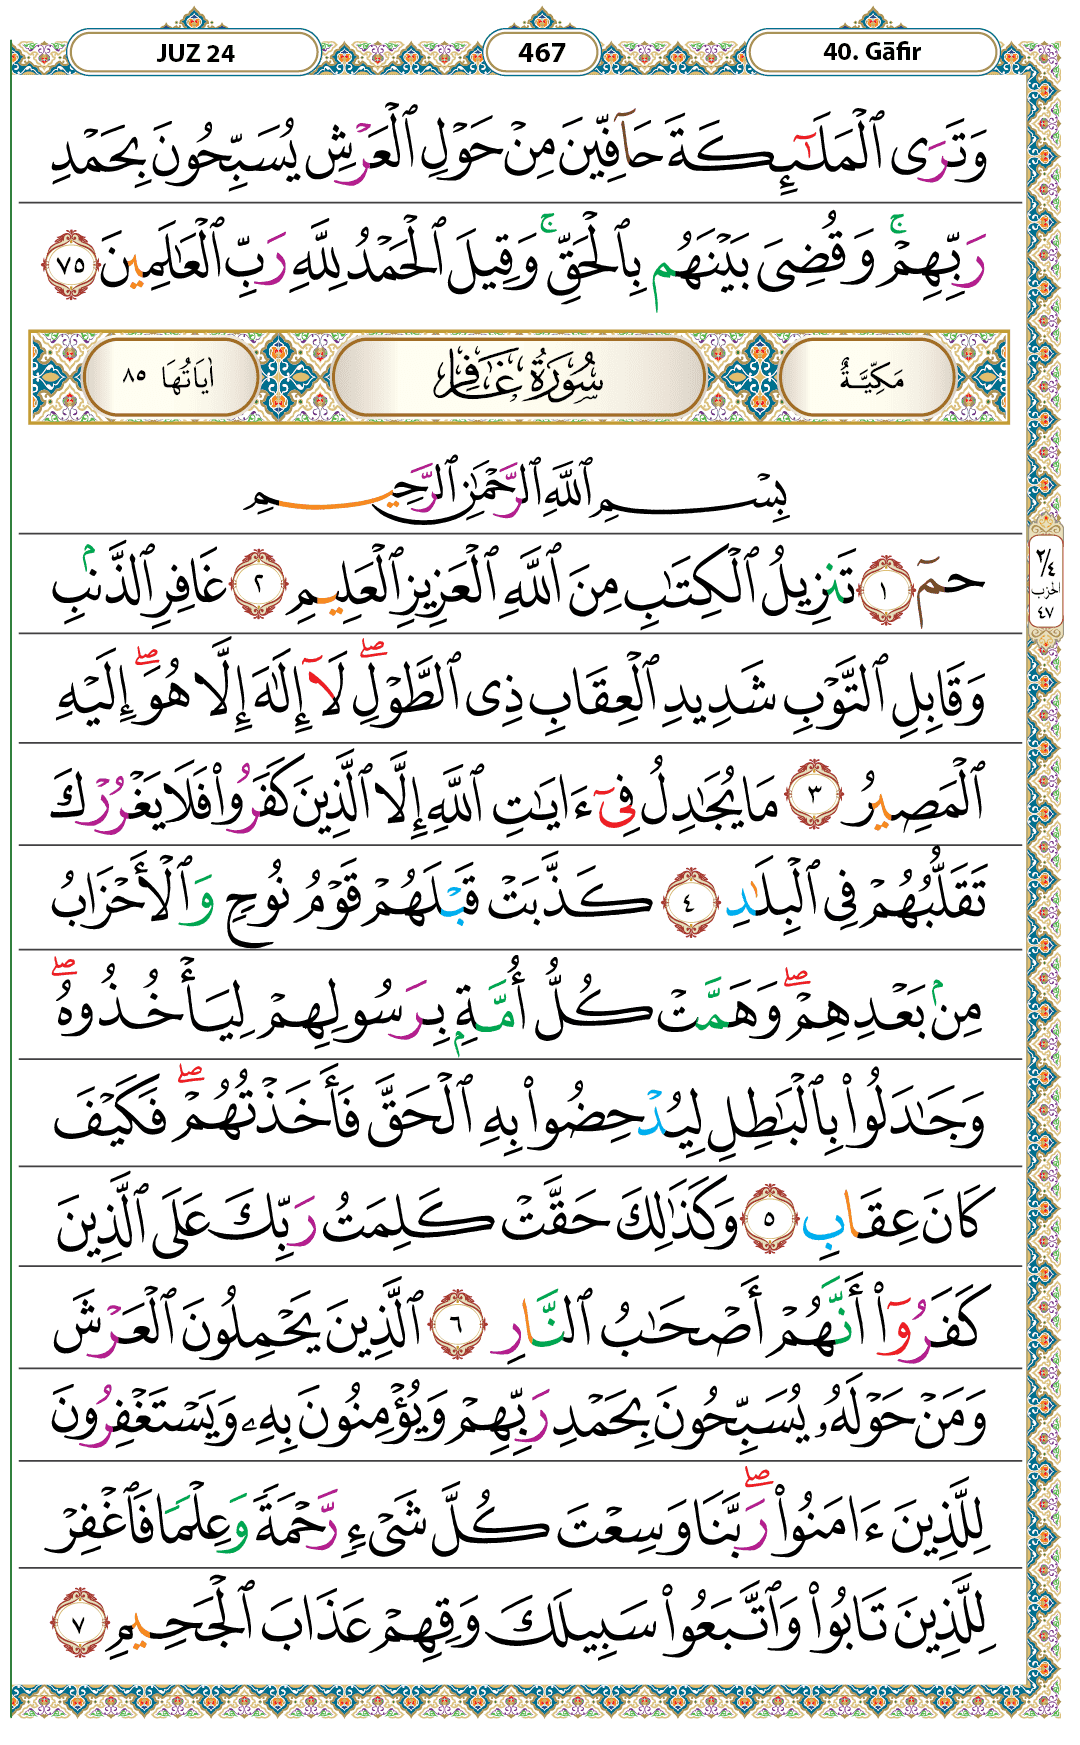 JUZ 24 467 40. Gāfir
وَتَرَى ٱلْمَلَٰٓئِكَةَ حَآفِّينَ مِنْ حَوْلِ ٱلْعَرْشِ يُسَبِّحُونَ بِحَمْدِ
رَبِّهِمْ ۚ وَقُضِىَ بَيْنَهُم بِٱلْحَقِّ ۚ وَقِيلَ ٱلْحَمْدُ لِلَّهِ رَبِّ ٱلْعَٰلَمِينَ ٧٥
مَكِّيَّةٌ سُورَةُ غَافِرٍ اٰيَاتُهَا ٨٥
بِسْمِ ٱللَّهِ ٱلرَّحْمَٰنِ ٱلرَّحِيمِ
حمٓ ١ تَنزِيلُ ٱلْكِتَٰبِ مِنَ ٱللَّهِ ٱلْعَزِيزِ ٱلْعَلِيمِ ٢ غَافِرِ ٱلذَّنۢبِ
٢/٤
الحزب
٤٧
وَقَابِلِ ٱلتَّوْبِ شَدِيدِ ٱلْعِقَابِ ذِى ٱلطَّوْلِ ۖ لَآ إِلَٰهَ إِلَّا هُوَ ۖ إِلَيْهِ
ٱلْمَصِيرُ ٣ مَا يُجَٰدِلُ فِىٓ ءَايَٰتِ ٱللَّهِ إِلَّا ٱلَّذِينَ كَفَرُوا۟ فَلَا يَغْرُرْكَ
تَقَلُّبُهُمْ فِى ٱلْبِلَٰدِ ٤ كَذَّبَتْ قَبْلَهُمْ قَوْمُ نُوحٍ وَٱلْأَحْزَابُ
مِنۢ بَعْدِهِمْ ۖ وَهَمَّتْ كُلُّ أُمَّةٍۭ بِرَسُولِهِمْ لِيَأْخُذُوهُ ۖ
وَجَٰدَلُوا۟ بِٱلْبَٰطِلِ لِيُدْحِضُوا۟ بِهِ ٱلْحَقَّ فَأَخَذْتُهُمْ ۖ فَكَيْفَ
كَانَ عِقَابِ ٥ وَكَذَٰلِكَ حَقَّتْ كَلِمَتُ رَبِّكَ عَلَى ٱلَّذِينَ
كَفَرُوٓا۟ أَنَّهُمْ أَصْحَٰبُ ٱلنَّارِ ٦ ٱلَّذِينَ يَحْمِلُونَ ٱلْعَرْشَ
وَمَنْ حَوْلَهُۥ يُسَبِّحُونَ بِحَمْدِ رَبِّهِمْ وَيُؤْمِنُونَ بِهِۦ وَيَسْتَغْفِرُونَ
لِلَّذِينَ ءَامَنُوا۟ ۖ رَبَّنَا وَسِعْتَ كُلَّ شَىْءٍ رَّحْمَةً وَعِلْمًا فَٱغْفِرْ
لِلَّذِينَ تَابُوا۟ وَٱتَّبَعُوا۟ سَبِيلَكَ وَقِهِمْ عَذَابَ ٱلْجَحِيمِ ٧